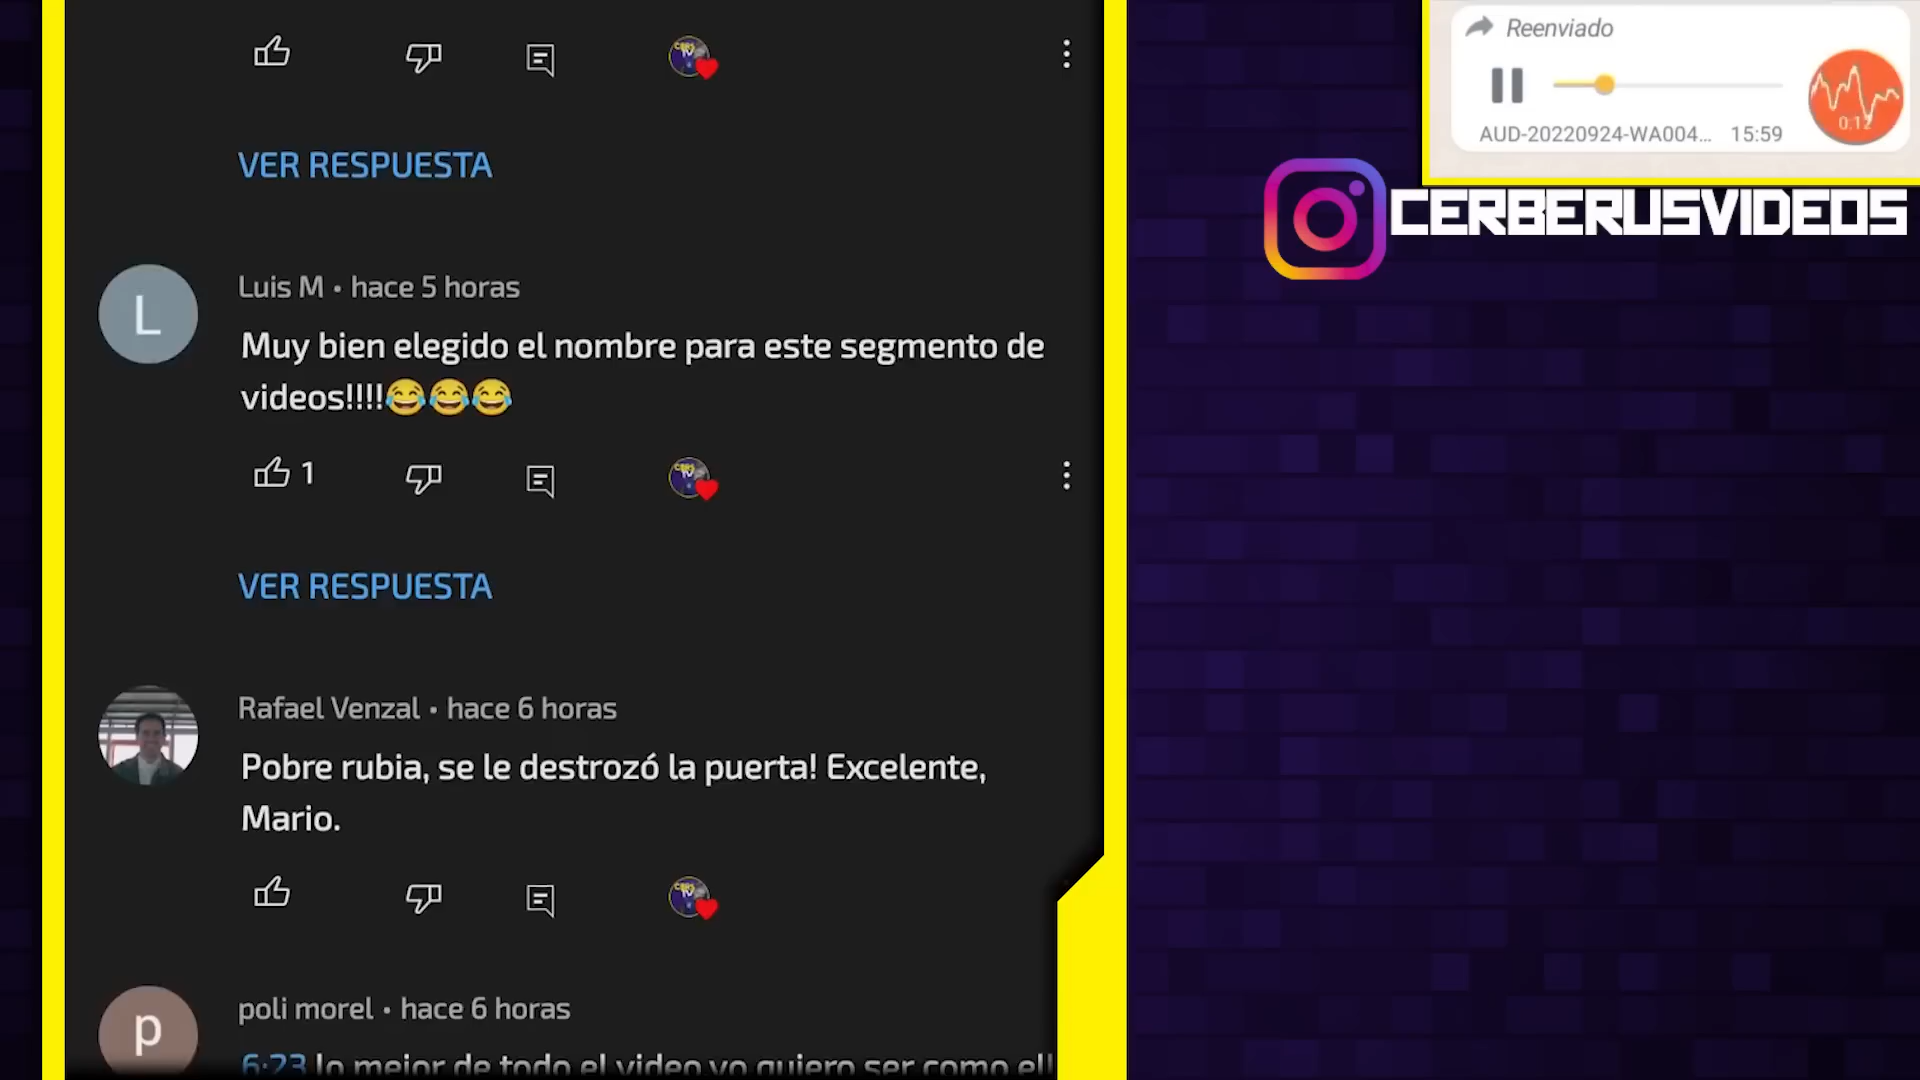 Reenviado
0:12
AUD-20220924-WA004... 15:59
CERBERUSVIDEOS
VER RESPUESTA
L
Luis M • hace 5 horas
Muy bien elegido el nombre para este segmento de
videos!!!!😂😂😂
1
VER RESPUESTA
Rafael Venzal • hace 6 horas
Pobre rubia, se le destrozó la puerta! Excelente,
Mario.
p
poli morel • hace 6 horas
6:23 lo mejor de todo el video yo quiero ser como